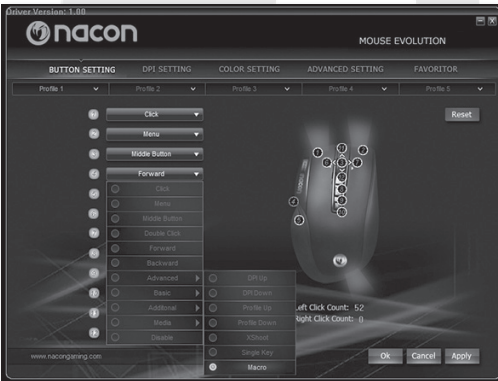 Driver Version: 1.00
nacon
MOUSE EVOLUTION
BUTTON SETTING DPI SETTING COLOR SETTING ADVANCED SETTING FAVORITOR
Profile 1 Profile 2 Profile 3 Profile 4 Profile 5
Click
Reset
Menu
Middle Button
Forward
Click
Menu
Middle Button
Double Click
Forward
Backward
Advanced
DPI Up
Basic
DPI Down
Additonal
Profile Up
Media
Profile Down
Disable
XShoot
Single Key
Macro
Left Click Count: 52
Right Click Count: 0
www.nacongaming.com
Ok Cancel Apply